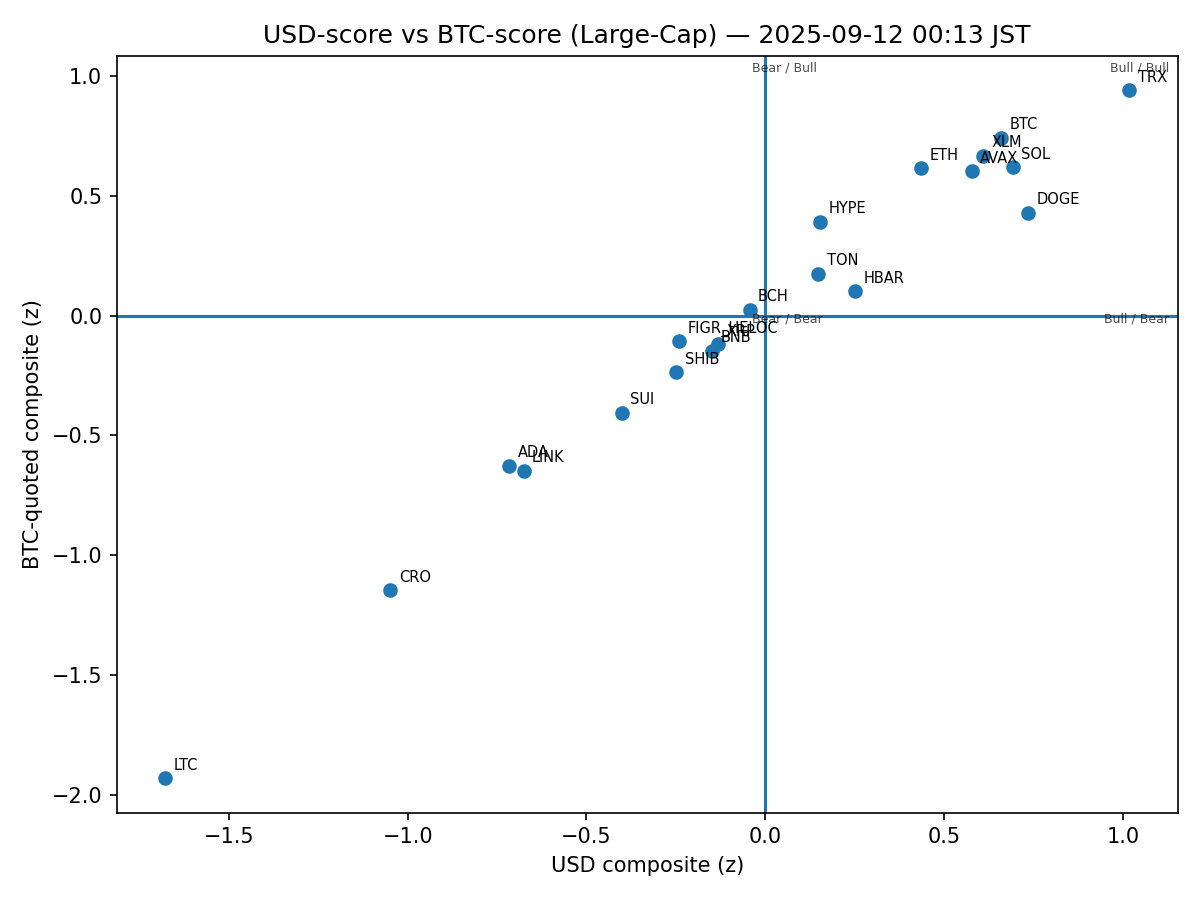 USD-score vs BTC-score (Large-Cap) — 2025-09-12 00:13 JST
Bear / Bull
Bull / Bull
TRX
BTC
XLM
ETH
AVAX
SOL
DOGE
HYPE
TON
HBAR
BCH
Bear / Bear
Bull / Bear
FIGR_HELOC
XRP
BNB
SHIB
SUI
ADA
LINK
CRO
LTC
1.0
0.5
0.0
−0.5
−1.0
−1.5
−2.0
BTC-quoted composite (z)
−1.5
−1.0
−0.5
0.0
0.5
1.0
USD composite (z)